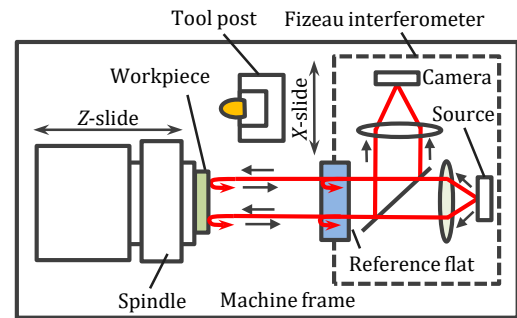 Tool post
Fizeau interferometer
Workpiece
Camera
Z-slide
X-slide
Source
Reference flat
Spindle
Machine frame